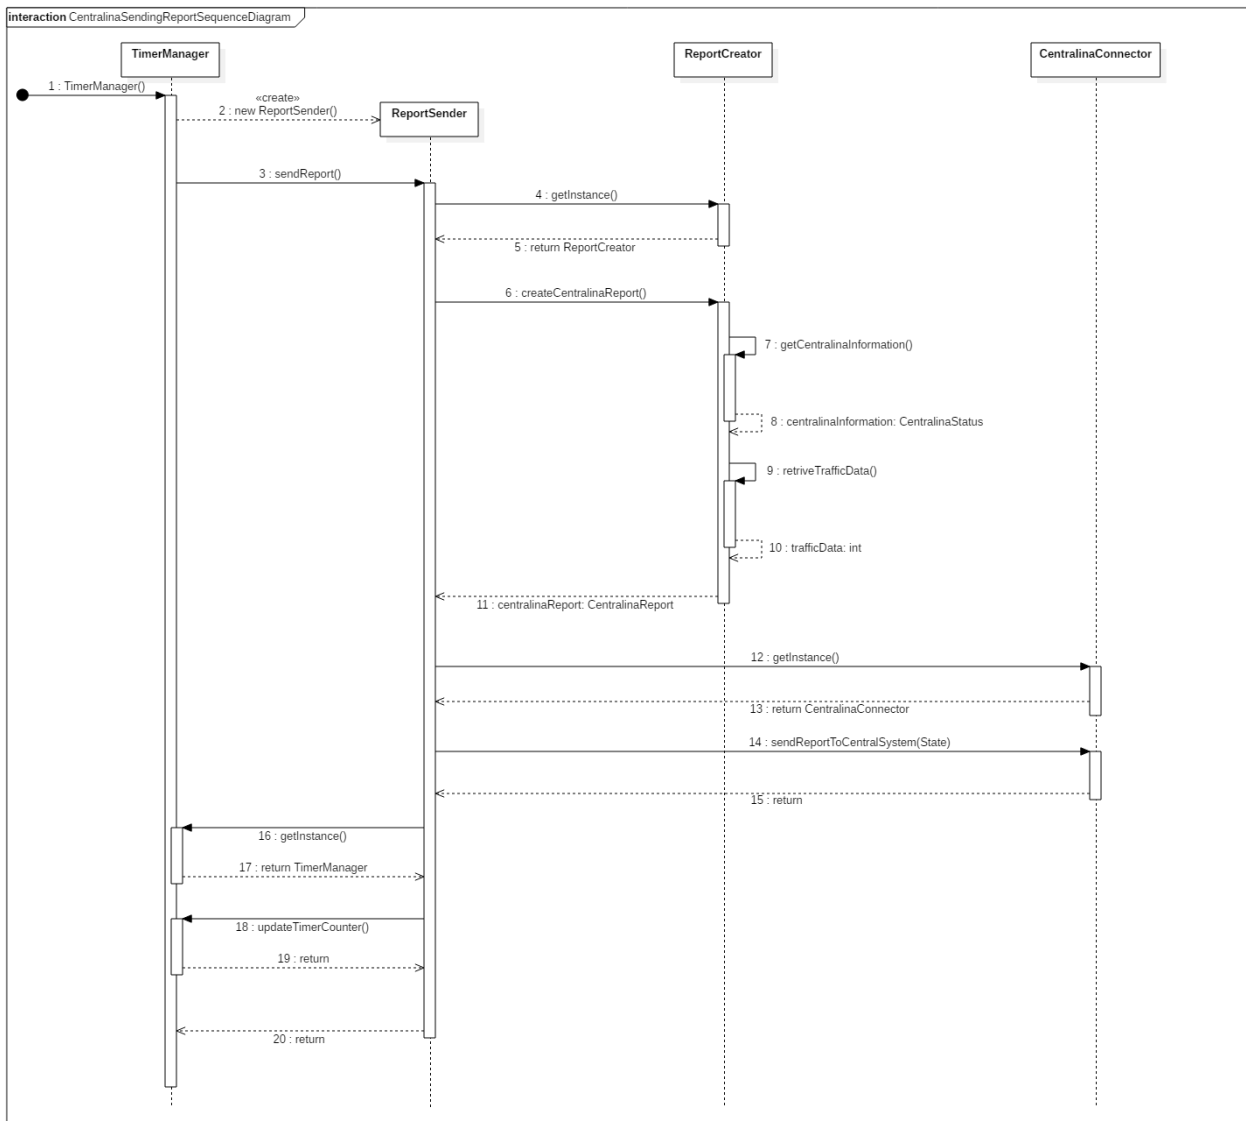 interaction CentralinaSendingReportSequenceDiagram
TimerManager
ReportCreator
CentralinaConnector
1 : TimerManager()
«create»
2 : new ReportSender()
ReportSender
3 : sendReport()
4 : getInstance()
5 : return ReportCreator
6 : createCentralinaReport()
7 : getCentralinaInformation()
8 : centralinaInformation: CentralinaStatus
9 : retriveTrafficData()
10 : trafficData: int
11 : centralinaReport: CentralinaReport
12 : getInstance()
13 : return CentralinaConnector
14 : sendReportToCentralSystem(State)
15 : return
16 : getInstance()
17 : return TimerManager
18 : updateTimerCounter()
19 : return
20 : return